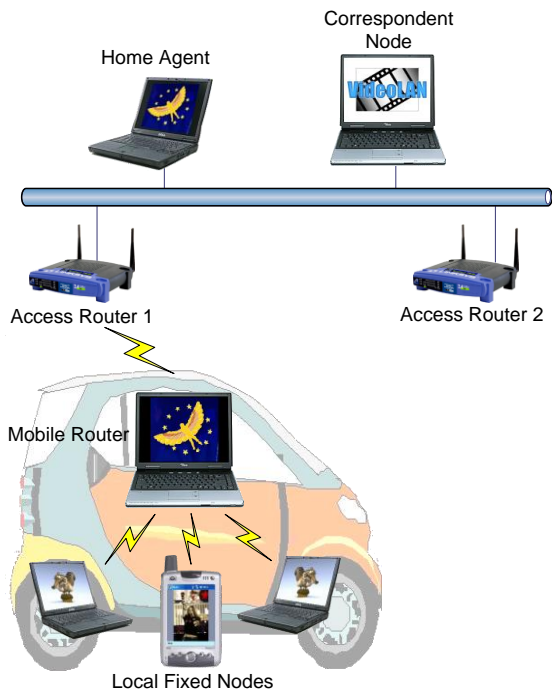 Correspondent
Node
Home Agent
VideoLAN
Access Router 1
Access Router 2
Mobile Router
Local Fixed Nodes